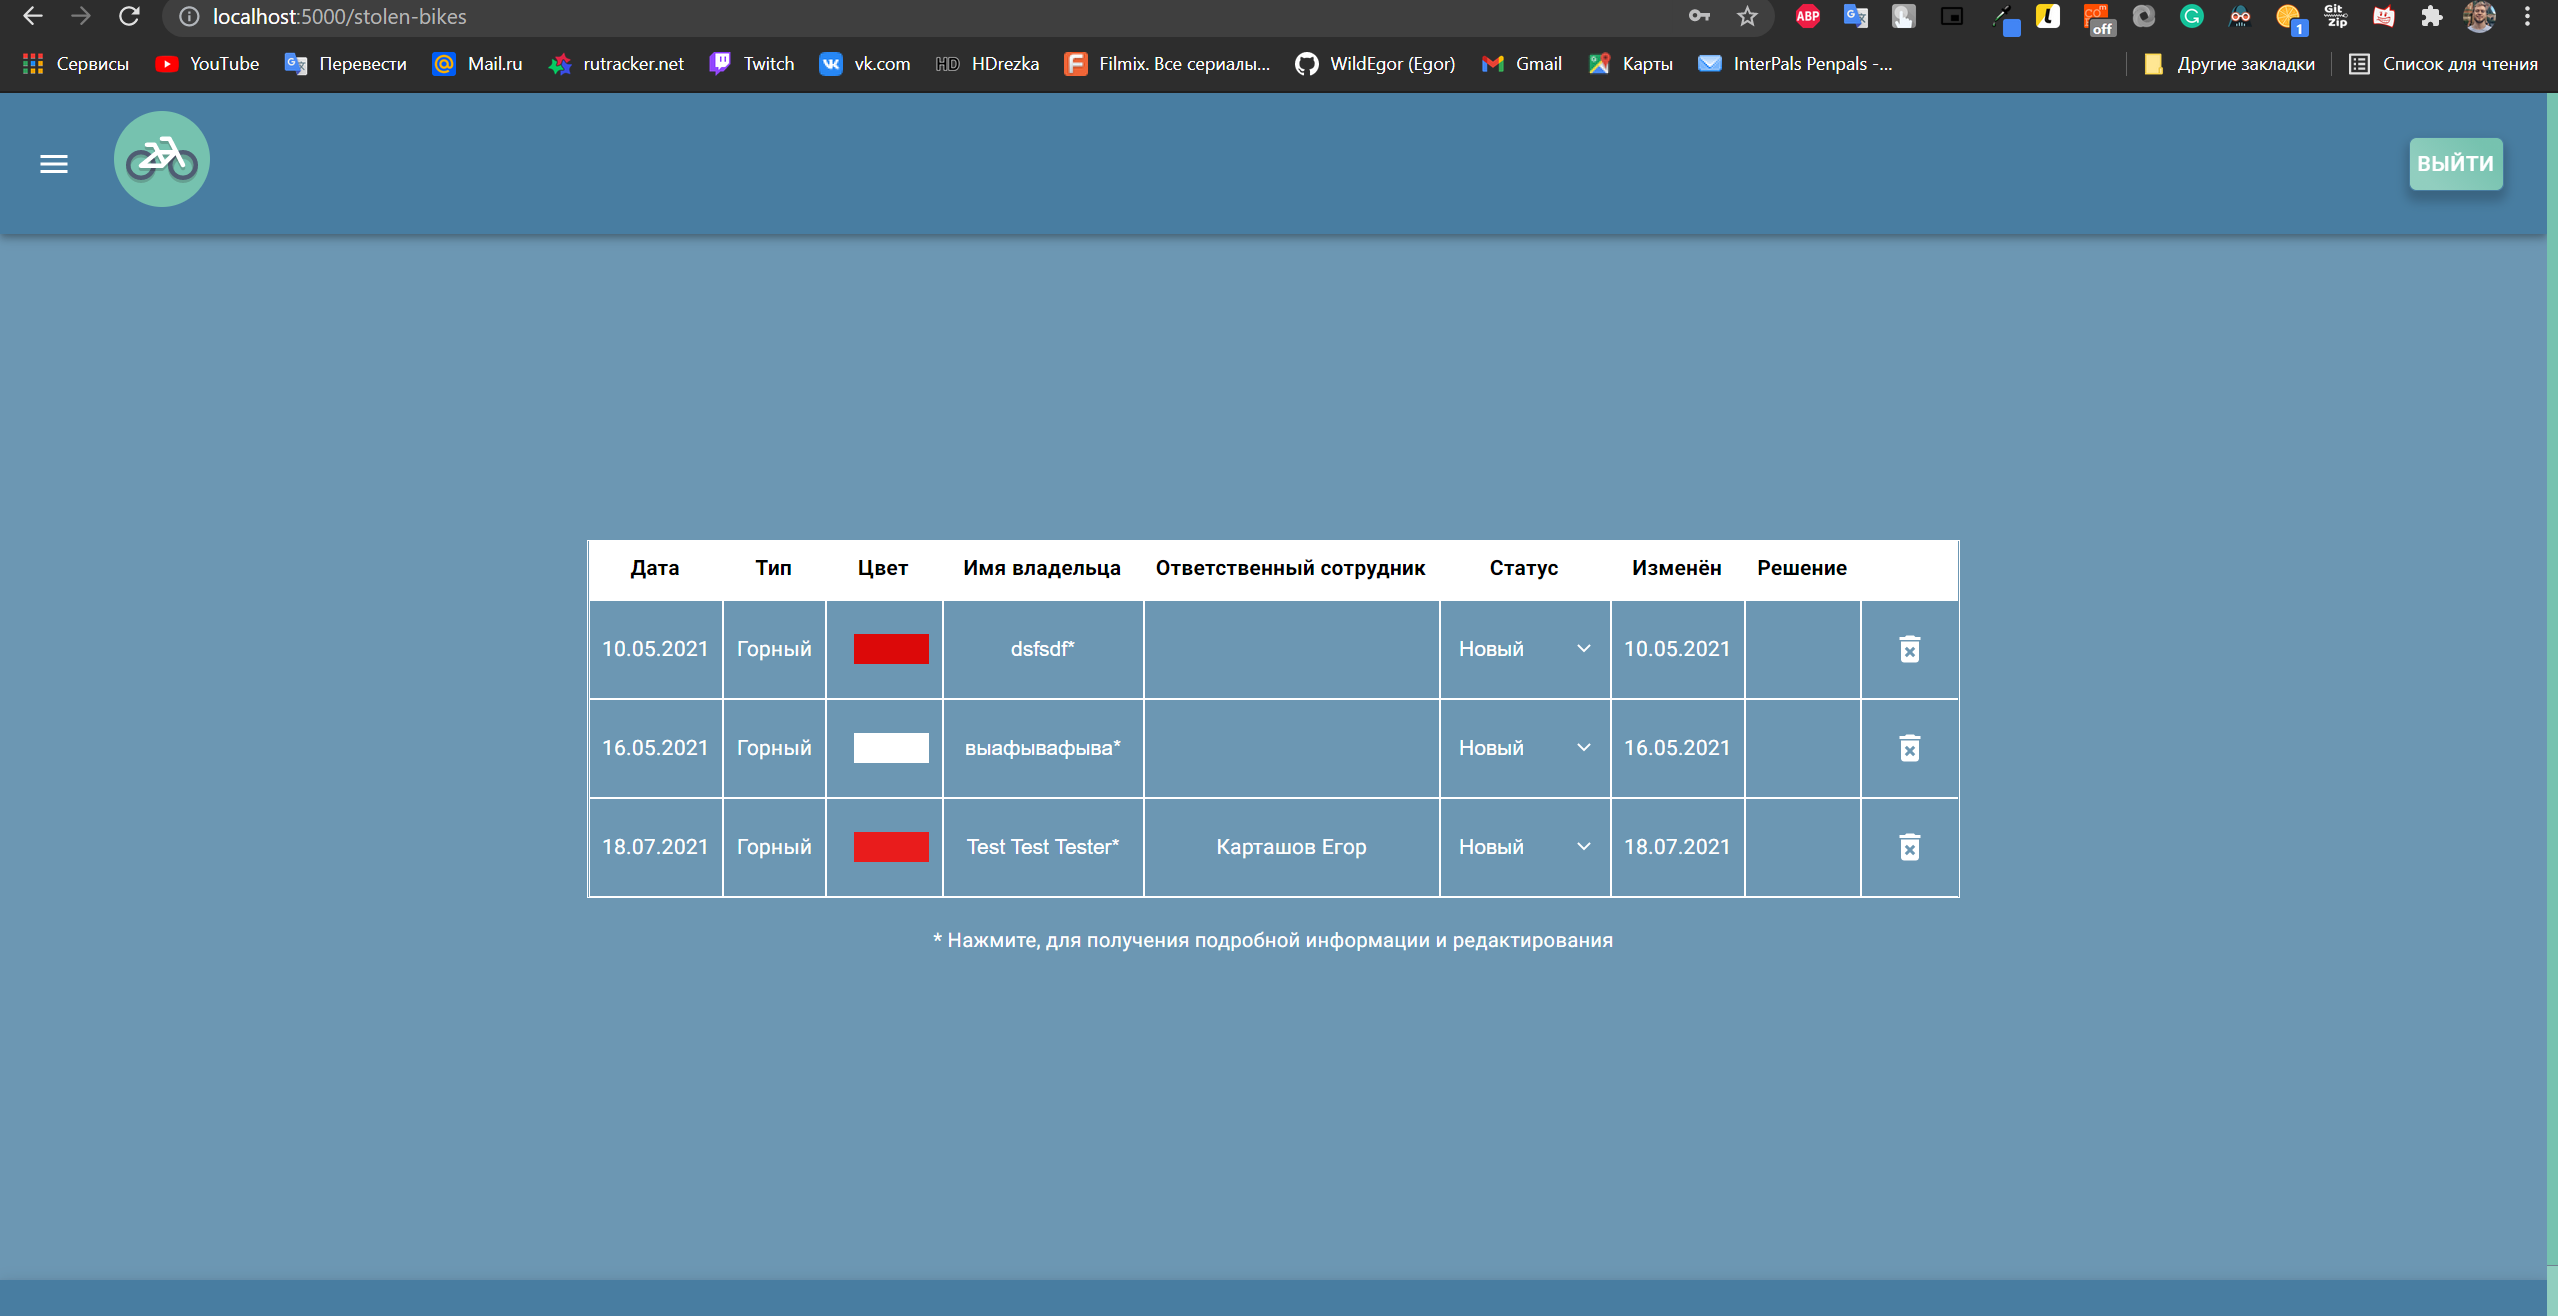 localhost:5000/stolen-bikes
ABP
off
1
Git Zip
Сервисы YouTube Перевести Mail.ru rutracker.net Twitch vk.com HD HDrezka Filmix. Все сериалы... WildEgor (Egor) Gmail Карты InterPals Penpals -... Другие закладки Список для чтения
ВЫЙТИ
Дата Тип Цвет Имя владельца Ответственный сотрудник Статус Изменён Решение
10.05.2021 Горный dsfsdf* Новый 10.05.2021
16.05.2021 Горный выафывафыва* Новый 16.05.2021
18.07.2021 Горный Test Test Tester* Карташов Егор Новый 18.07.2021
* Нажмите, для получения подробной информации и редактирования